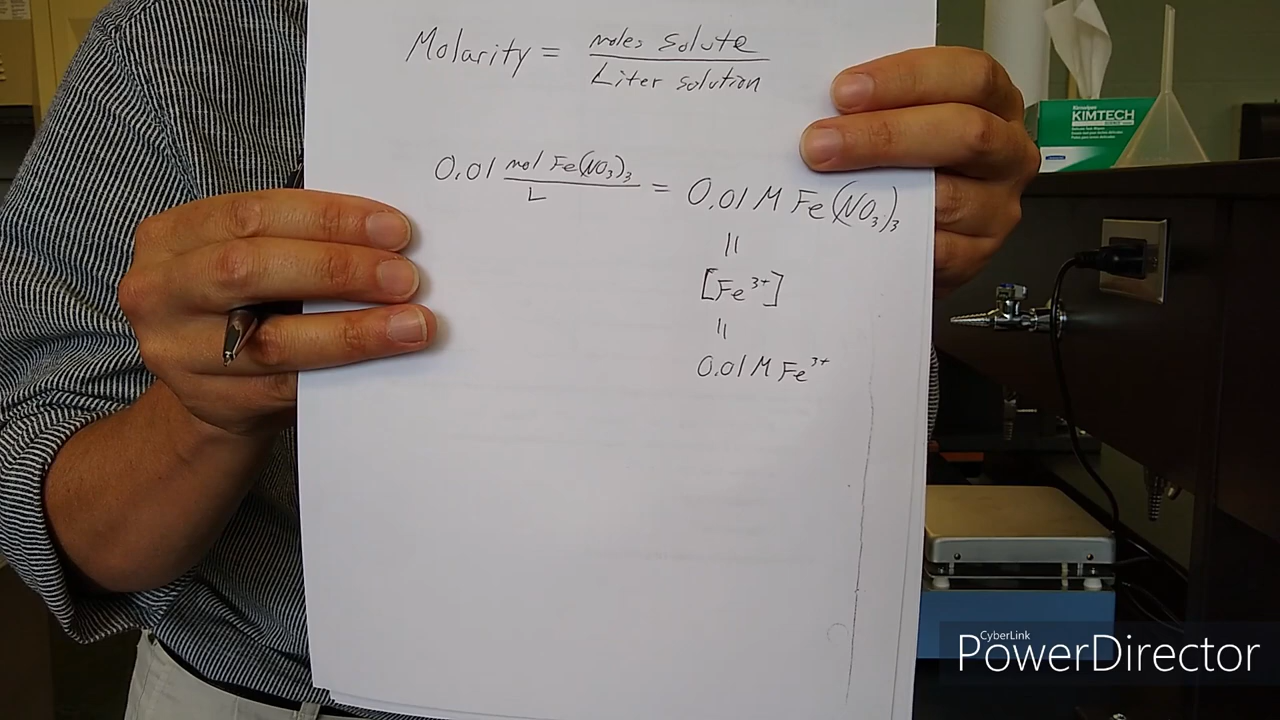 Molarity = moles solute / Liter solution
0.01 mol Fe(NO₃)₃ / L = 0.01 M Fe(NO₃)₃
=
[Fe³⁺]
=
0.01 M Fe³⁺
KIMTECH
CyberLink
PowerDirector